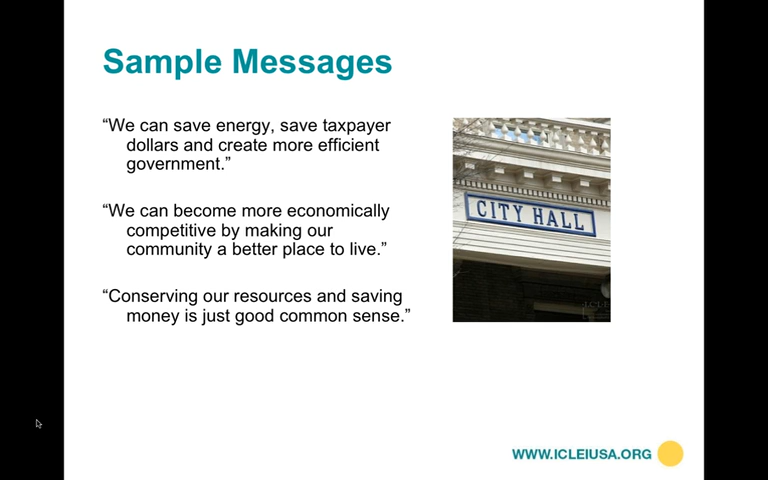 Sample Messages
“We can save energy, save taxpayer
dollars and create more efficient
government.”
“We can become more economically
competitive by making our
community a better place to live.”
“Conserving our resources and saving
money is just good common sense.”
CITY HALL
WWW.ICLEIUSA.ORG